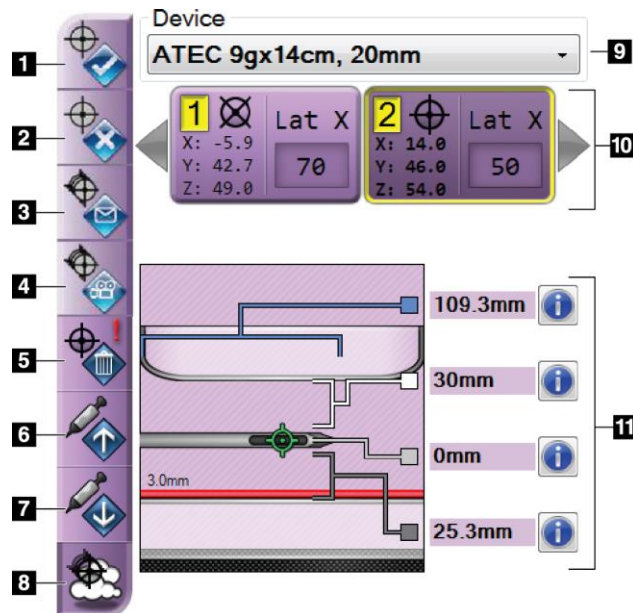 Device
1
ATEC 9gx14cm, 20mm
9
1 Lat X
X: -5.9
Y: 42.7
Z: 49.0
70
2 Lat X
X: 14.0
Y: 46.0
Z: 54.0
50
10
2
3
4
5
!
6
7
8
109.3mm
30mm
0mm
25.3mm
3.0mm
11